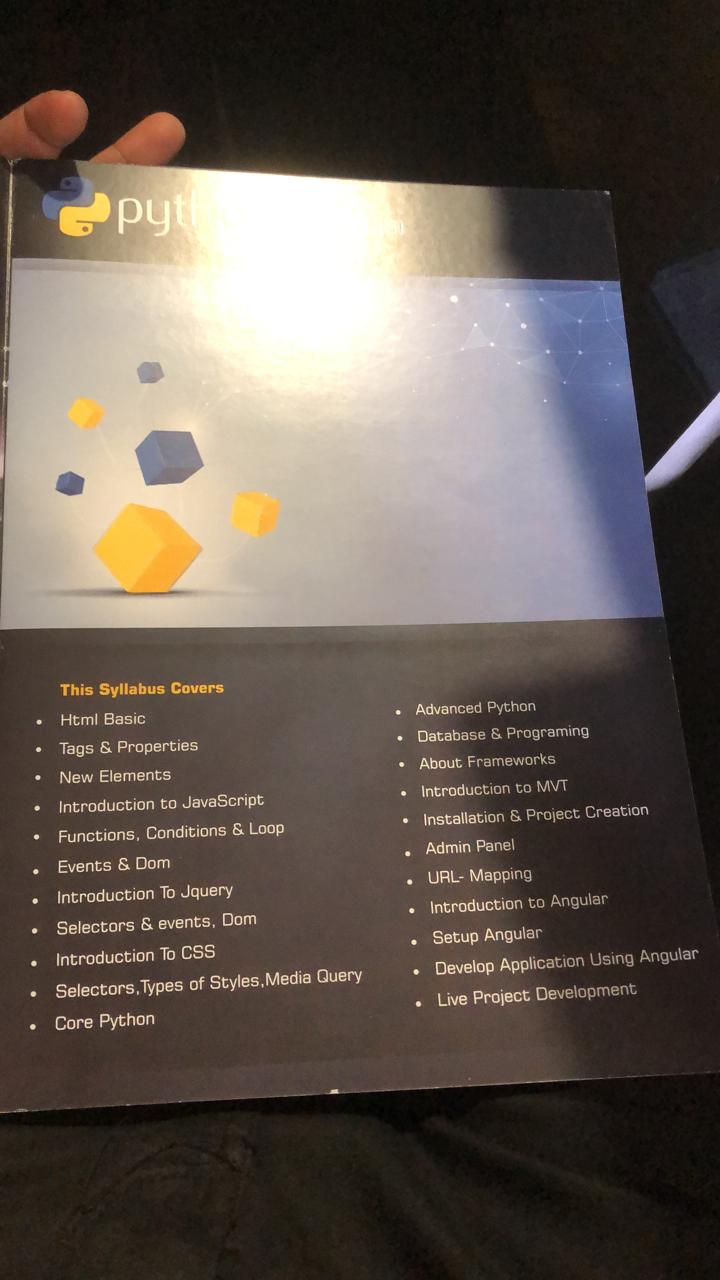 This Syllabus Covers
Html Basic
Tags & Properties
New Elements
Introduction to JavaScript
Functions, Conditions & Loop
Events & Dom
Introduction To Jquery
Selectors & events, Dom
Introduction To CSS
Selectors,Types of Styles,Media Query
Core Python
Advanced Python
Database & Programing
About Frameworks
Introduction to MVT
Installation & Project Creation
Admin Panel
URL- Mapping
Introduction to Angular
Setup Angular
Develop Application Using Angular
Live Project Development